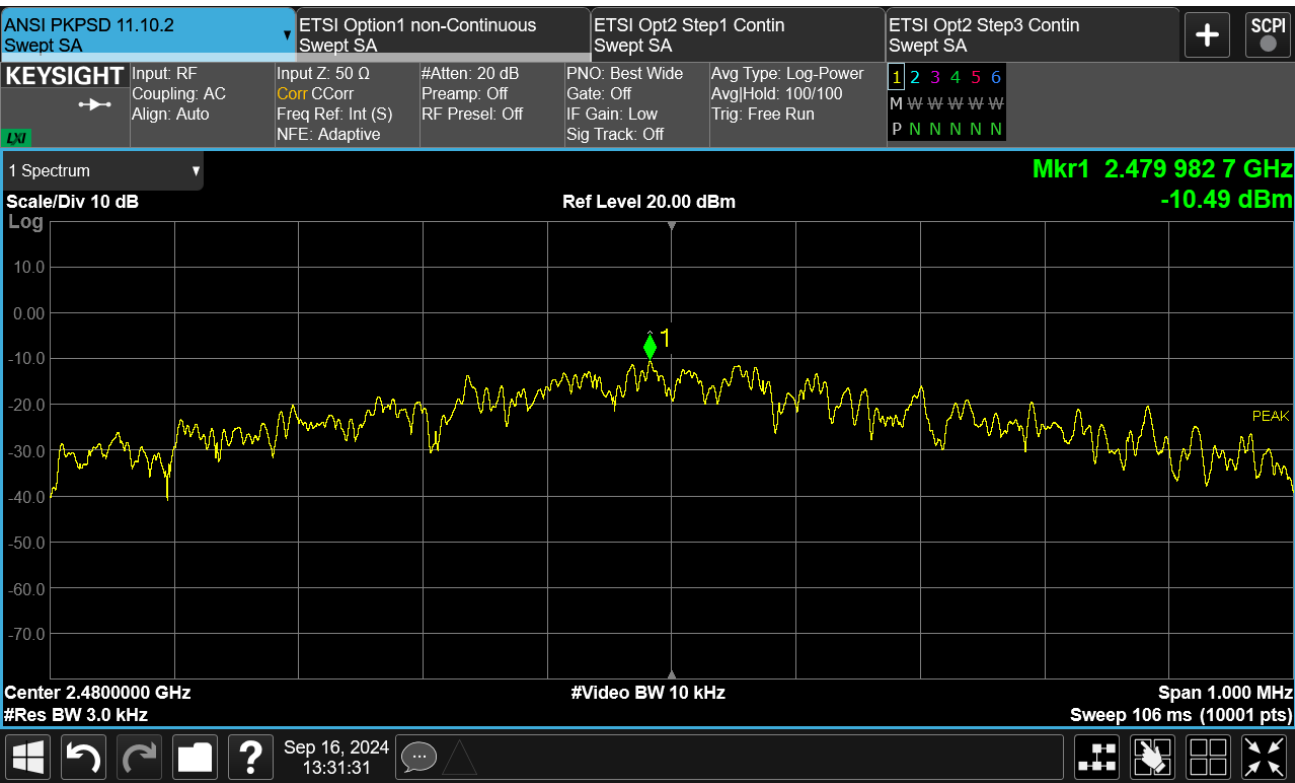 ANSI PKPSD 11.10.2
Swept SA
ETSI Option1 non-Continuous
Swept SA
ETSI Opt2 Step1 Contin
Swept SA
ETSI Opt2 Step3 Contin
Swept SA
SCPI
KEYSIGHT
LXI
Input: RF
Coupling: AC
Align: Auto
Input Z: 50 Ω
Corr CCorr
Freq Ref: Int (S)
NFE: Adaptive
#Atten: 20 dB
Preamp: Off
RF Presel: Off
PNO: Best Wide
Gate: Off
IF Gain: Low
Sig Track: Off
Avg Type: Log-Power
Avg|Hold: 100/100
Trig: Free Run
1 2 3 4 5 6
M W W W W W
P N N N N N
1 Spectrum
Mkr1 2.479 982 7 GHz
-10.49 dBm
Scale/Div 10 dB
Ref Level 20.00 dBm
Log
10.0
0.00
-10.0
-20.0
-30.0
-40.0
-50.0
-60.0
-70.0
1
PEAK
Center 2.4800000 GHz
#Video BW 10 kHz
Span 1.000 MHz
#Res BW 3.0 kHz
Sweep 106 ms (10001 pts)
?
Sep 16, 2024
13:31:31